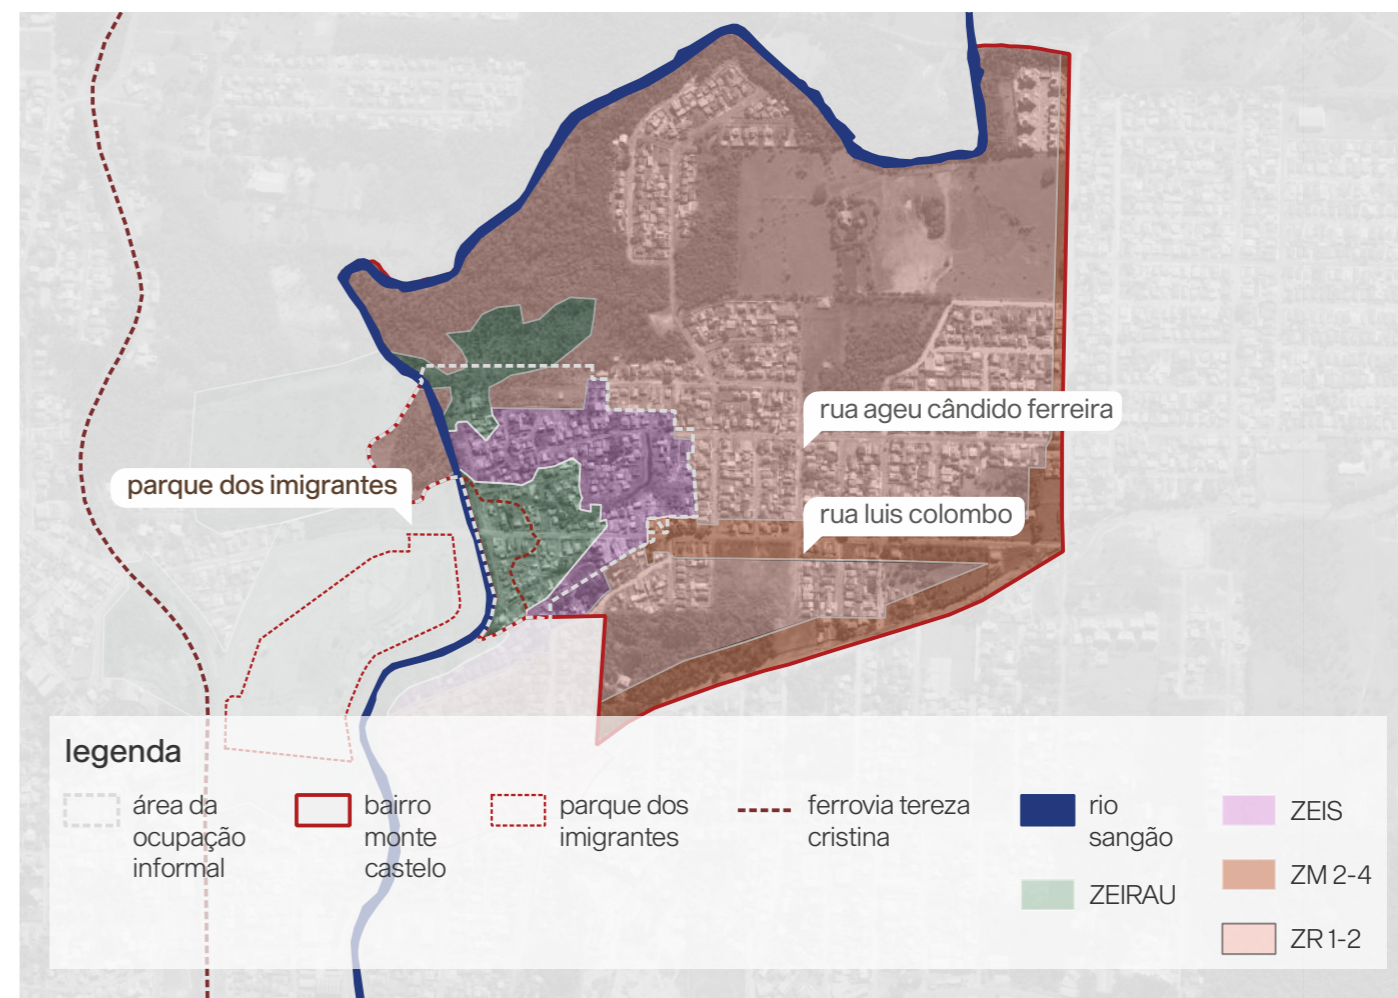 rua ageu cândido ferreira
parque dos imigrantes
rua luis colombo
legenda
área da
ocupação
informal
bairro
monte
castelo
parque dos
imigrantes
ferrovia tereza
cristina
rio
sangão
ZEIRAU
ZEIS
ZM 2-4
ZR 1-2